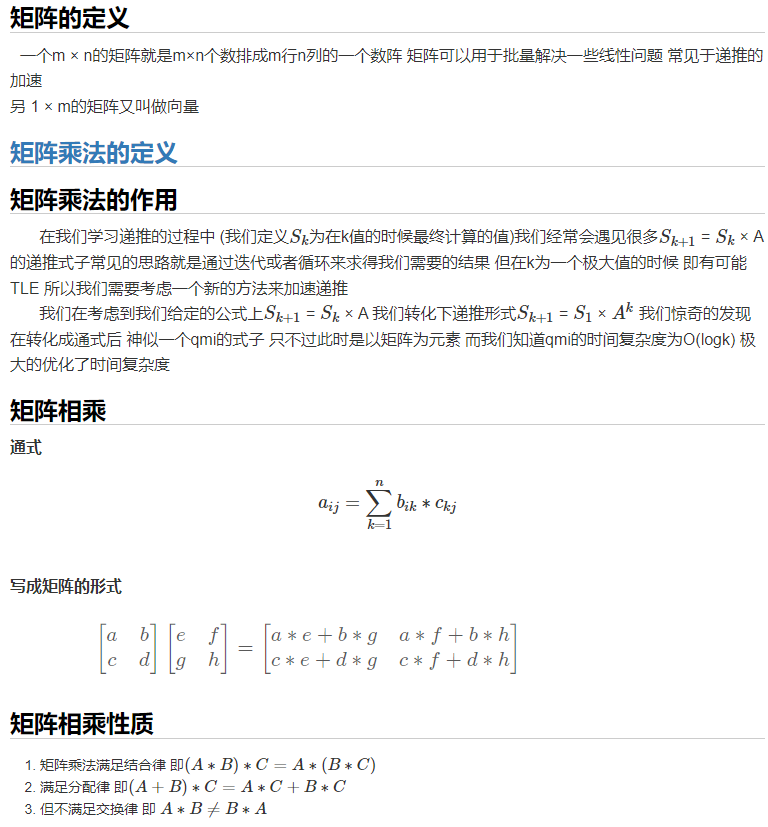 矩阵的定义
一个m × n的矩阵就是m×n个数排成m行n列的一个数阵 矩阵可以用于批量解决一些线性问题 常见于递推的
加速
另 1 × m的矩阵又叫做向量
矩阵乘法的定义
矩阵乘法的作用
在我们学习递推的过程中 (我们定义$S_k$为在k值的时候最终计算的值)我们经常会遇见很多$S_{k+1}$ = $S_k$ × A
的递推式子常见的思路就是通过迭代或者循环来求得我们需要的结果 但在k为一个极大值的时候 即有可能
TLE 所以我们需要考虑一个新的方法来加速递推
我们在考虑到我们给定的公式上$S_{k+1}$ = $S_k$ × A 我们转化下递推形式$S_{k+1}$ = $S_1$ × $A^k$ 我们惊奇的发现
在转化成通式后 神似一个qmi的式子 只不过此时是以矩阵为元素 而我们知道qmi的时间复杂度为O(logk) 极
大的优化了时间复杂度
矩阵相乘
通式
$a_{ij} = \sum_{k=1}^{n} b_{ik} * c_{kj}$
写成矩阵的形式
$\begin{bmatrix} a & b \\ c & d \end{bmatrix} \begin{bmatrix} e & f \\ g & h \end{bmatrix} = \begin{bmatrix} a*e+b*g & a*f+b*h \\ c*e+d*g & c*f+d*h \end{bmatrix}$
矩阵相乘性质
1. 矩阵乘法满足结合律 即$(A * B) * C = A * (B * C)$
2. 满足分配律 即$(A + B) * C = A * C + B * C$
3. 但不满足交换律 即 $A * B \neq B * A$